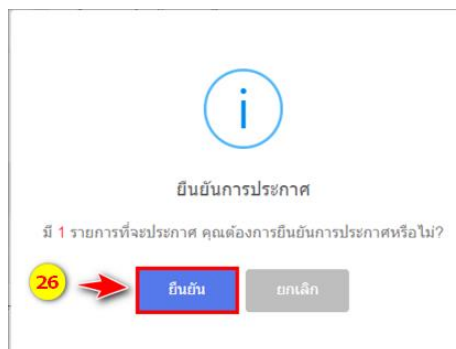 i
ยืนยันการประกาศ
มี 1 รายการที่จะประกาศ คุณต้องการยืนยันการประกาศหรือไม่?
26 ยืนยัน ยกเลิก